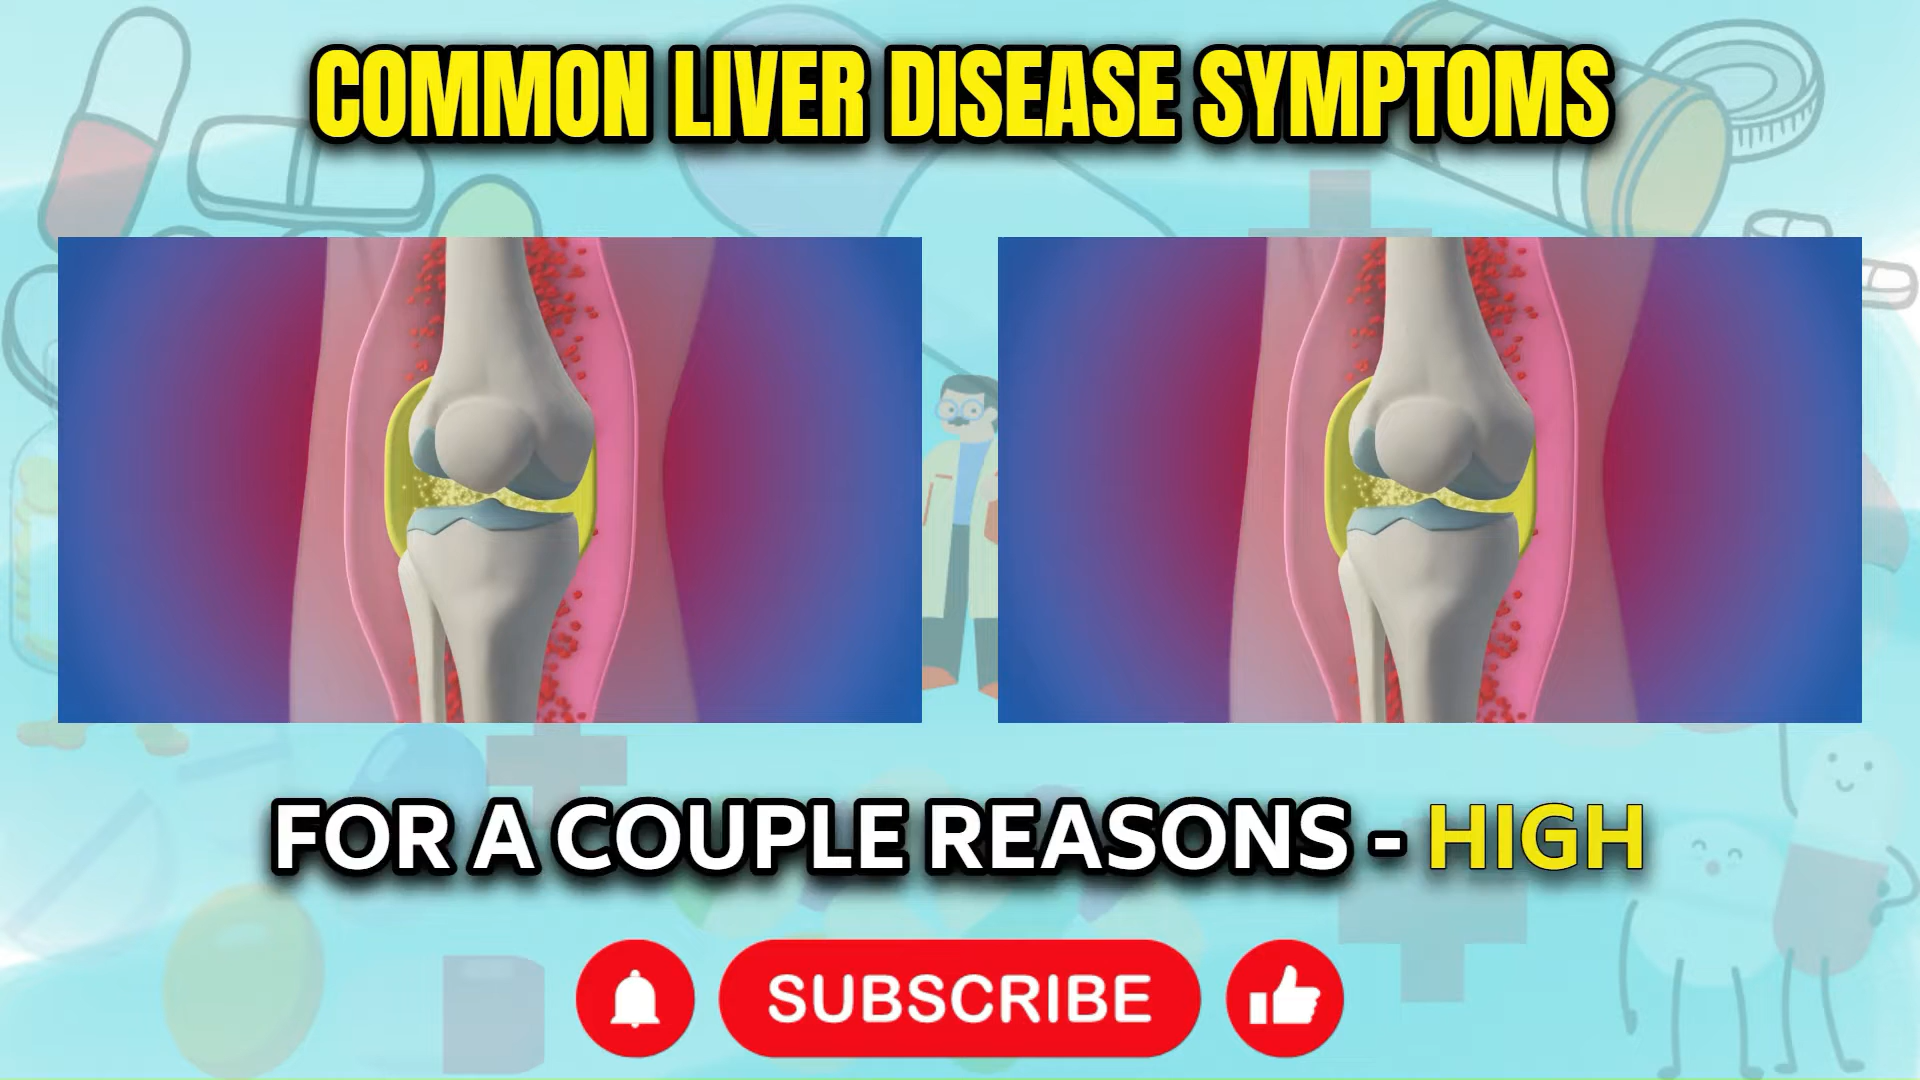 COMMON LIVER DISEASE SYMPTOMS
FOR A COUPLE REASONS - HIGH
SUBSCRIBE